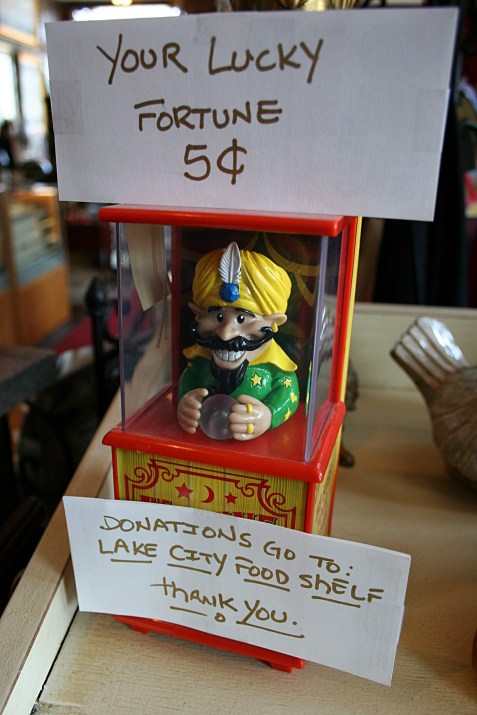 YOUR LUCKY
FORTUNE
5¢
DONATIONS GO TO:
LAKE CITY FOOD SHELF
THANK YOU.